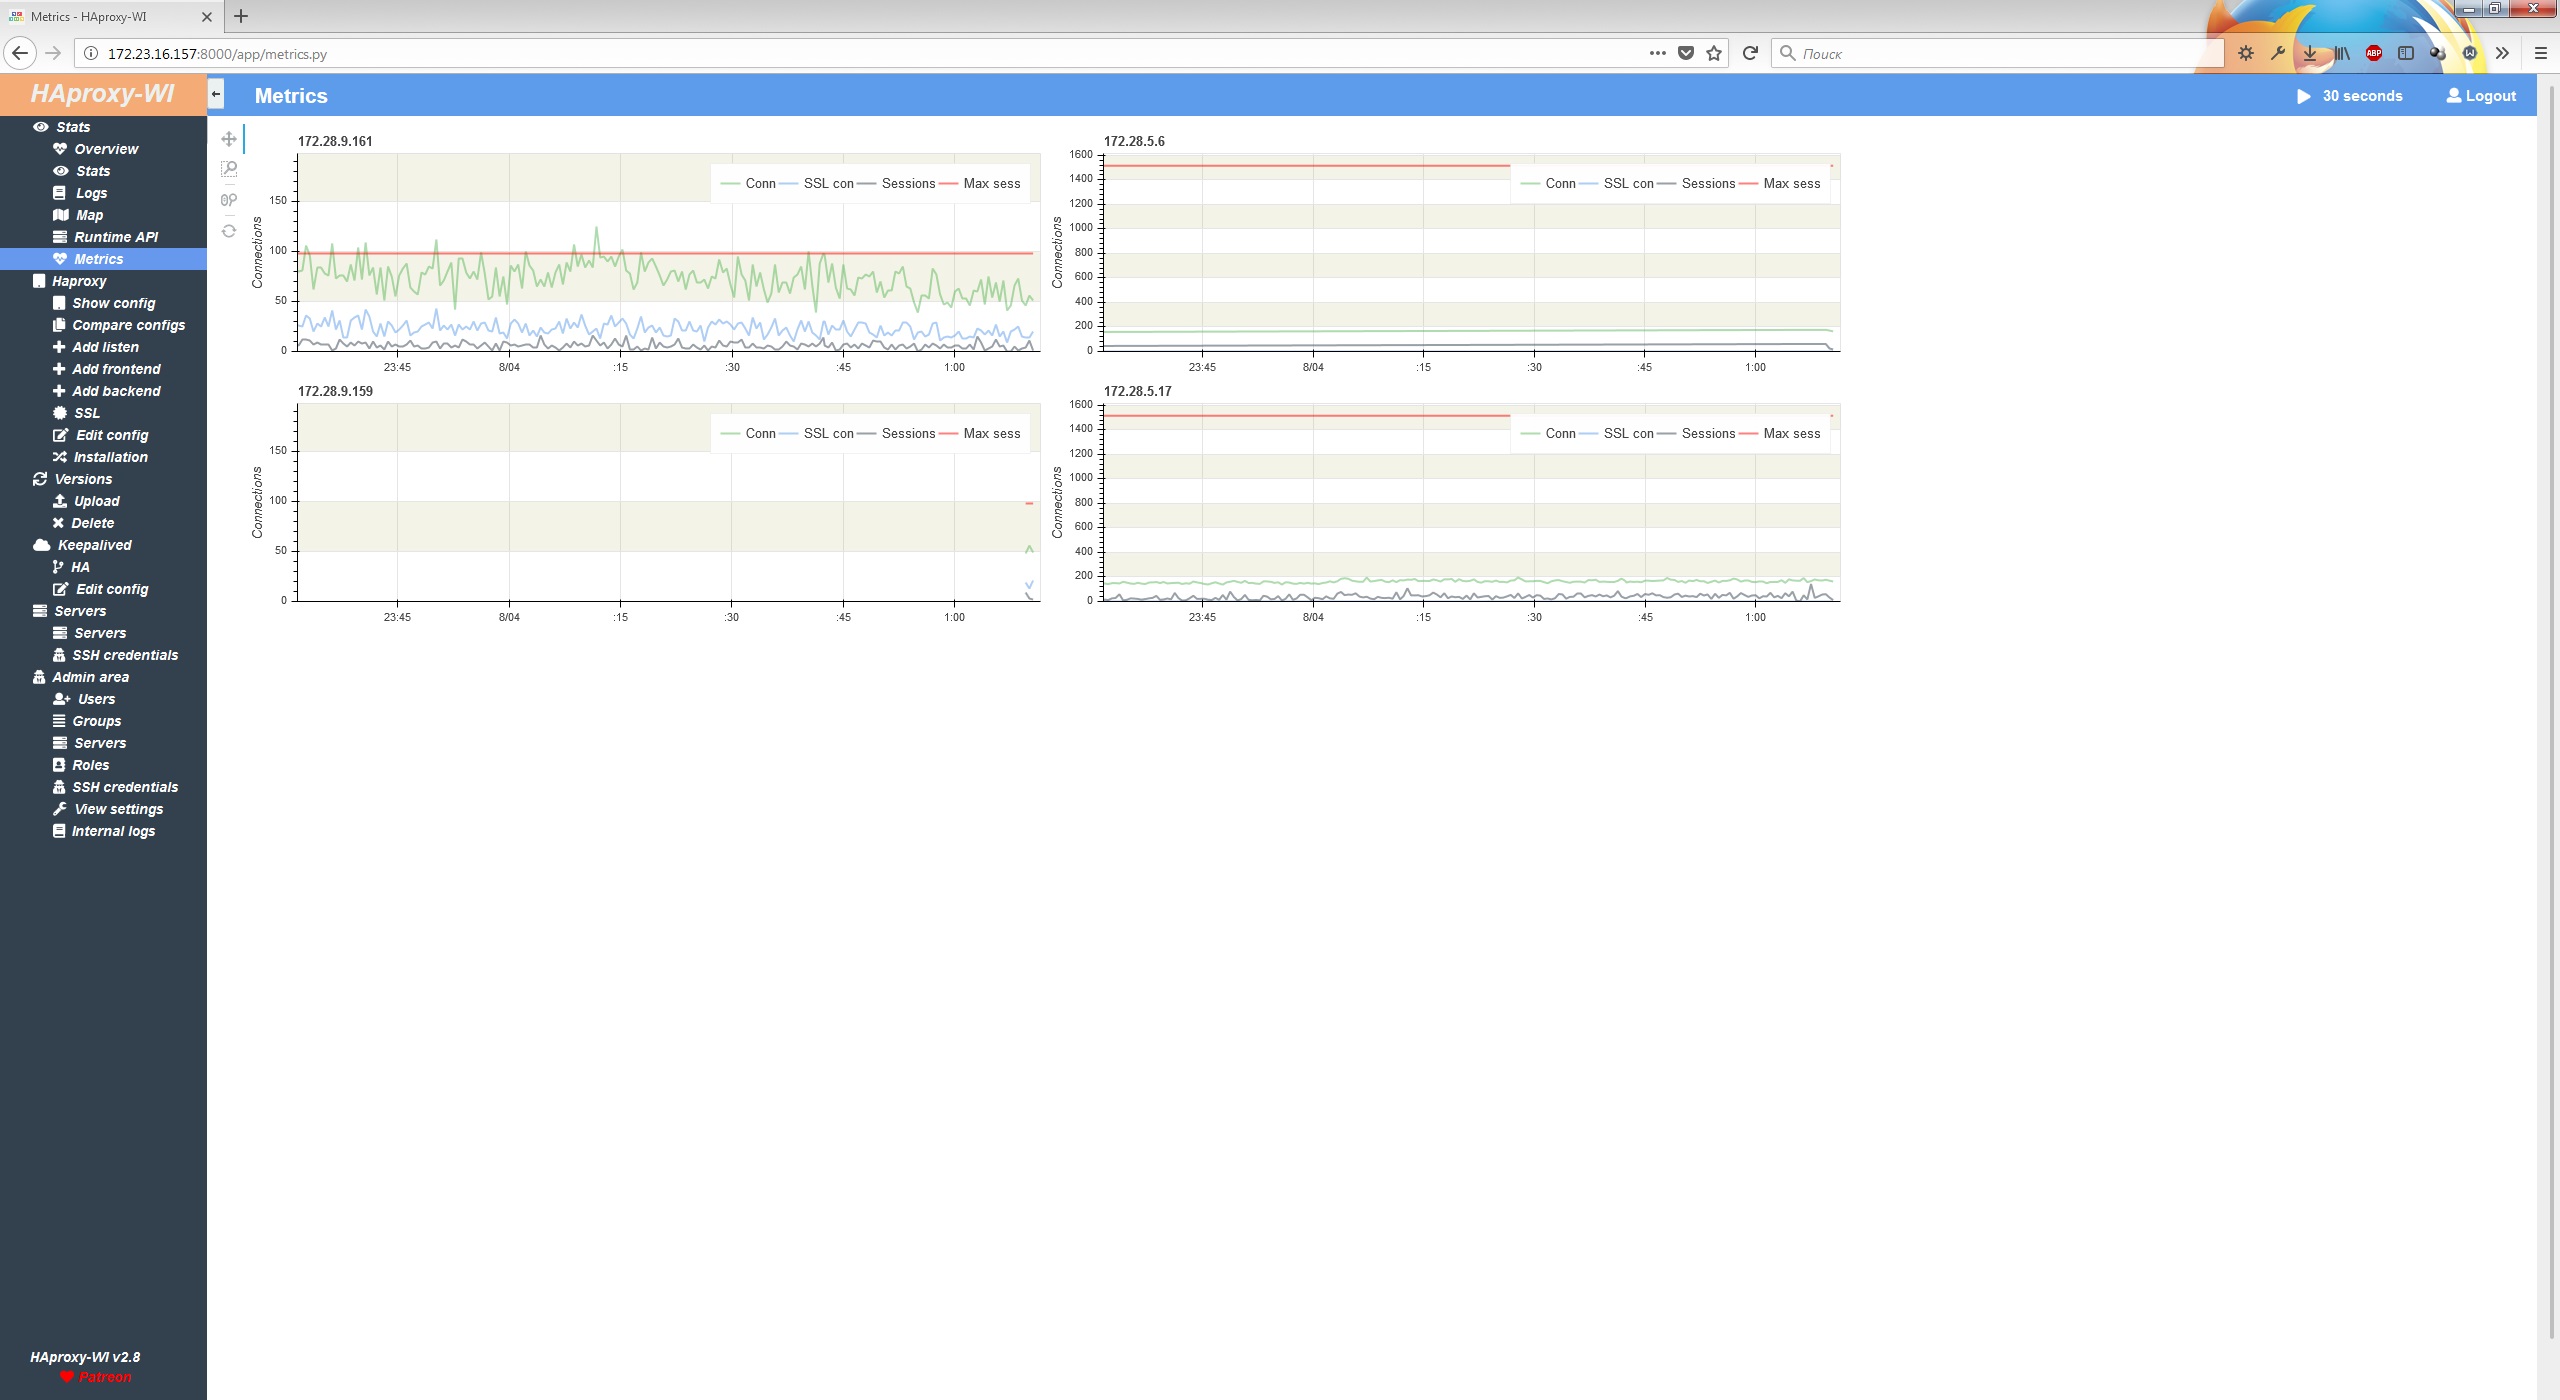 Metrics - HAproxy-WI
172.23.16.157:8000/app/metrics.py
Поиск
ABP
HAproxy-WI
Metrics
30 seconds
Logout
Stats
Overview
Stats
Logs
Map
Runtime API
Metrics
Haproxy
Show config
Compare configs
Add listen
Add frontend
Add backend
SSL
Edit config
Installation
Versions
Upload
Delete
Keepalived
HA
Edit config
Servers
Servers
SSH credentials
Admin area
Users
Groups
Servers
Roles
SSH credentials
View settings
Internal logs
HAproxy-WI v2.8
Patreon
172.28.9.161
Conn SSL con Sessions Max sess
Connections
150
100
50
0
23:45 8/04 :15 :30 :45 1:00
172.28.5.6
Conn SSL con Sessions Max sess
Connections
1600
1400
1200
1000
800
600
400
200
0
23:45 8/04 :15 :30 :45 1:00
172.28.9.159
Conn SSL con Sessions Max sess
Connections
150
100
50
0
23:45 8/04 :15 :30 :45 1:00
172.28.5.17
Conn SSL con Sessions Max sess
Connections
1600
1400
1200
1000
800
600
400
200
0
23:45 8/04 :15 :30 :45 1:00